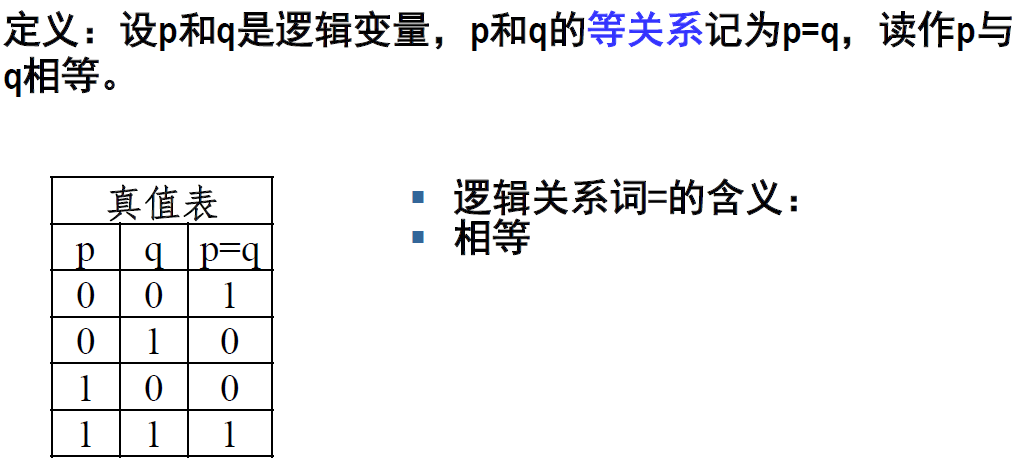 定义：设p和q是逻辑变量，p和q的等关系记为p=q，读作p与
q相等。
真值表
p q p=q
0 0 1
0 1 0
1 0 0
1 1 1
逻辑关系词=的含义：
相等